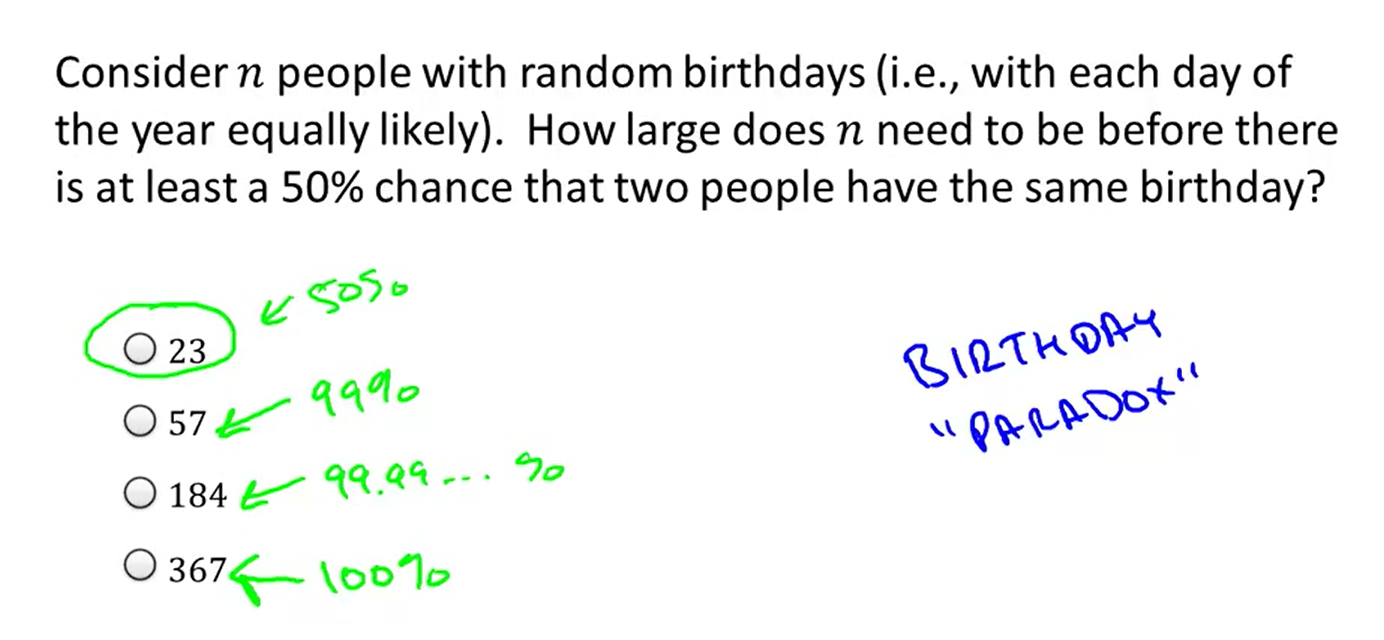 Consider n people with random birthdays (i.e., with each day of
the year equally likely). How large does n need to be before there
is at least a 50% chance that two people have the same birthday?
50%
23
99%
57
99.99... %
184
367
100%
BIRTHDAY
"PARADOX"